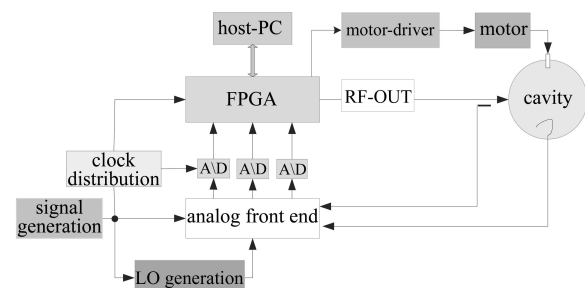 host-PC
motor-driver
motor
FPGA
RF-OUT
cavity
clock
distribution
A\D
A\D
A\D
signal
generation
analog front end
LO generation